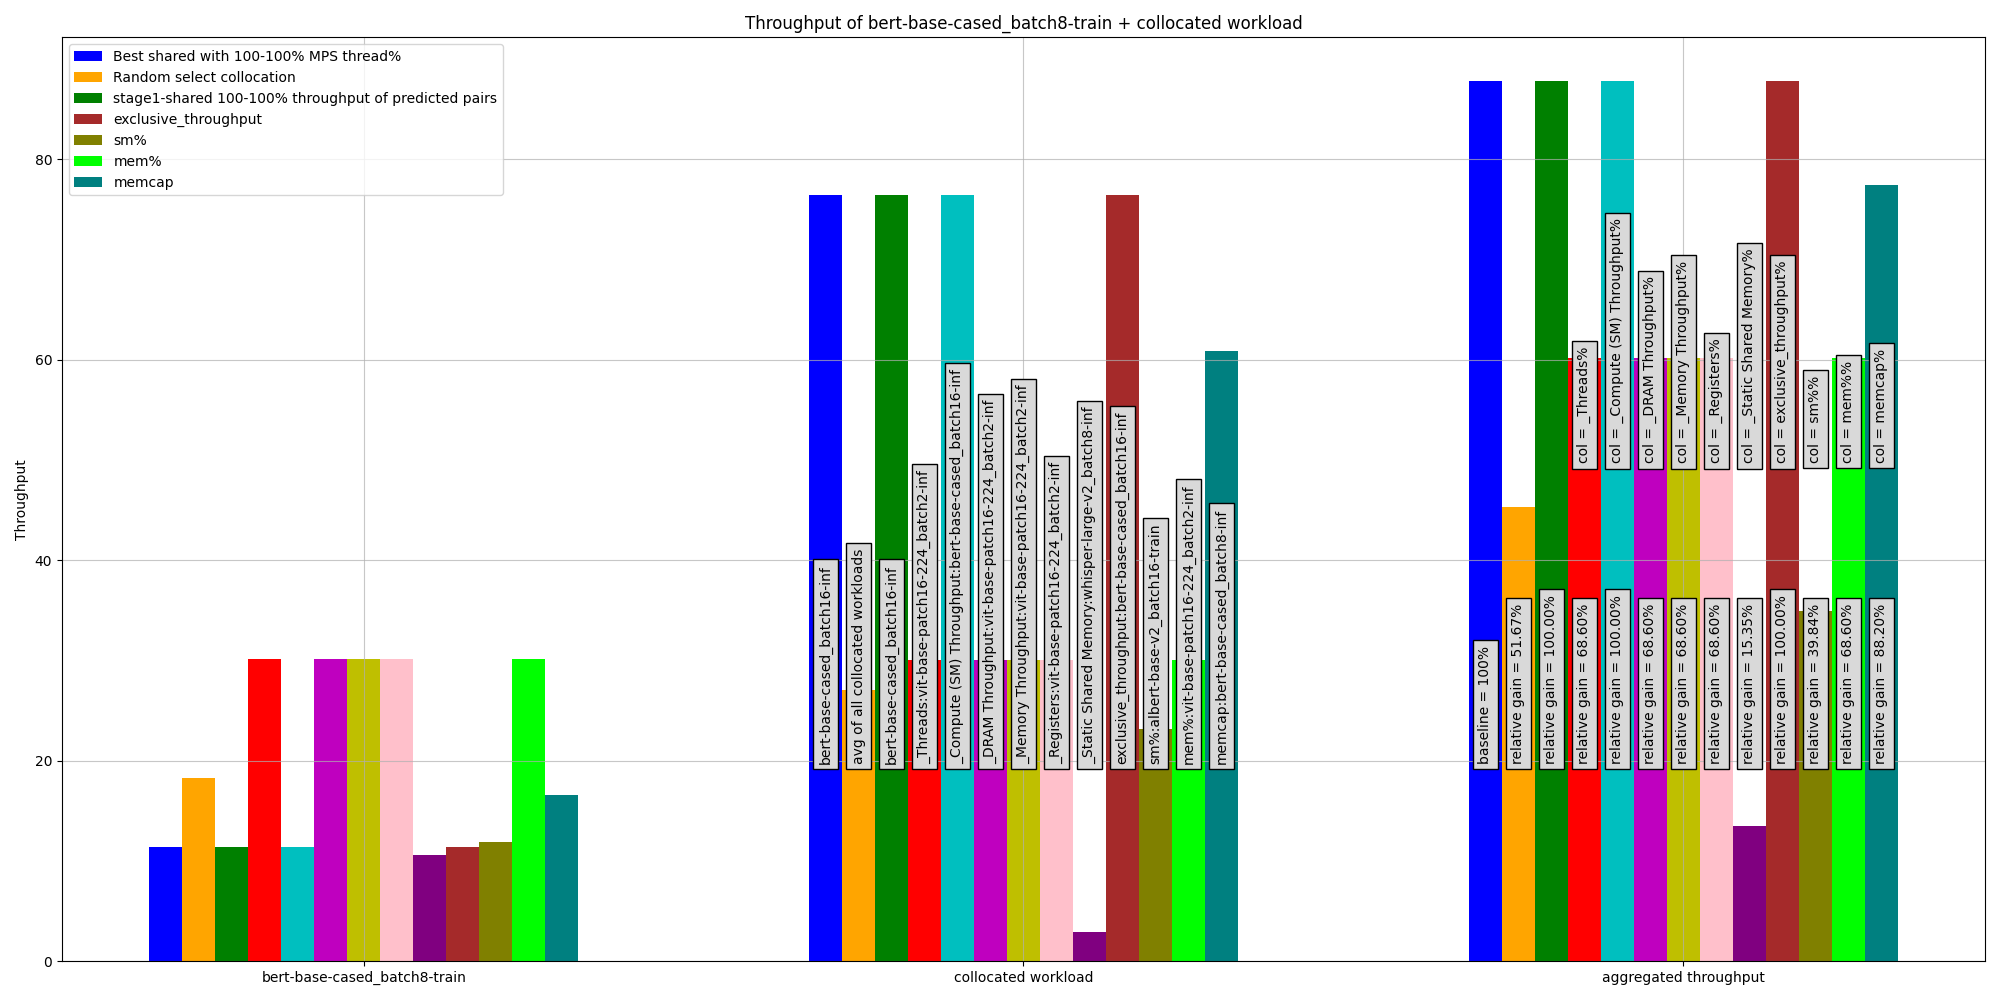 Throughput of bert-base-cased_batch8-train + collocated workload
Best shared with 100-100% MPS thread%
Random select collocation
stage1-shared 100-100% throughput of predicted pairs
exclusive_throughput
sm%
mem%
memcap
Throughput
80
60
40
20
0
bert-base-cased_batch16-inf
avg of all collocated workloads
bert-base-cased_batch16-inf
_Threads:vit-base-patch16-224_batch2-inf
_Compute (SM) Throughput:bert-base-cased_batch16-inf
_DRAM Throughput:vit-base-patch16-224_batch2-inf
_Memory Throughput:vit-base-patch16-224_batch2-inf
_Registers:vit-base-patch16-224_batch2-inf
_Static Shared Memory:whisper-large-v2_batch8-inf
exclusive_throughput:bert-base-cased_batch16-inf
sm%:albert-base-v2_batch16-train
mem%:vit-base-patch16-224_batch2-inf
memcap:bert-base-cased_batch8-inf
col = _Threads%
col = _Compute (SM) Throughput%
col = _DRAM Throughput%
col = _Memory Throughput%
col = _Registers%
col = _Static Shared Memory%
col = exclusive_throughput%
col = sm%%
col = mem%%
col = memcap%
baseline = 100%
relative gain = 51.67%
relative gain = 100.00%
relative gain = 68.60%
relative gain = 100.00%
relative gain = 68.60%
relative gain = 68.60%
relative gain = 68.60%
relative gain = 15.35%
relative gain = 100.00%
relative gain = 39.84%
relative gain = 68.60%
relative gain = 88.20%
bert-base-cased_batch8-train
collocated workload
aggregated throughput